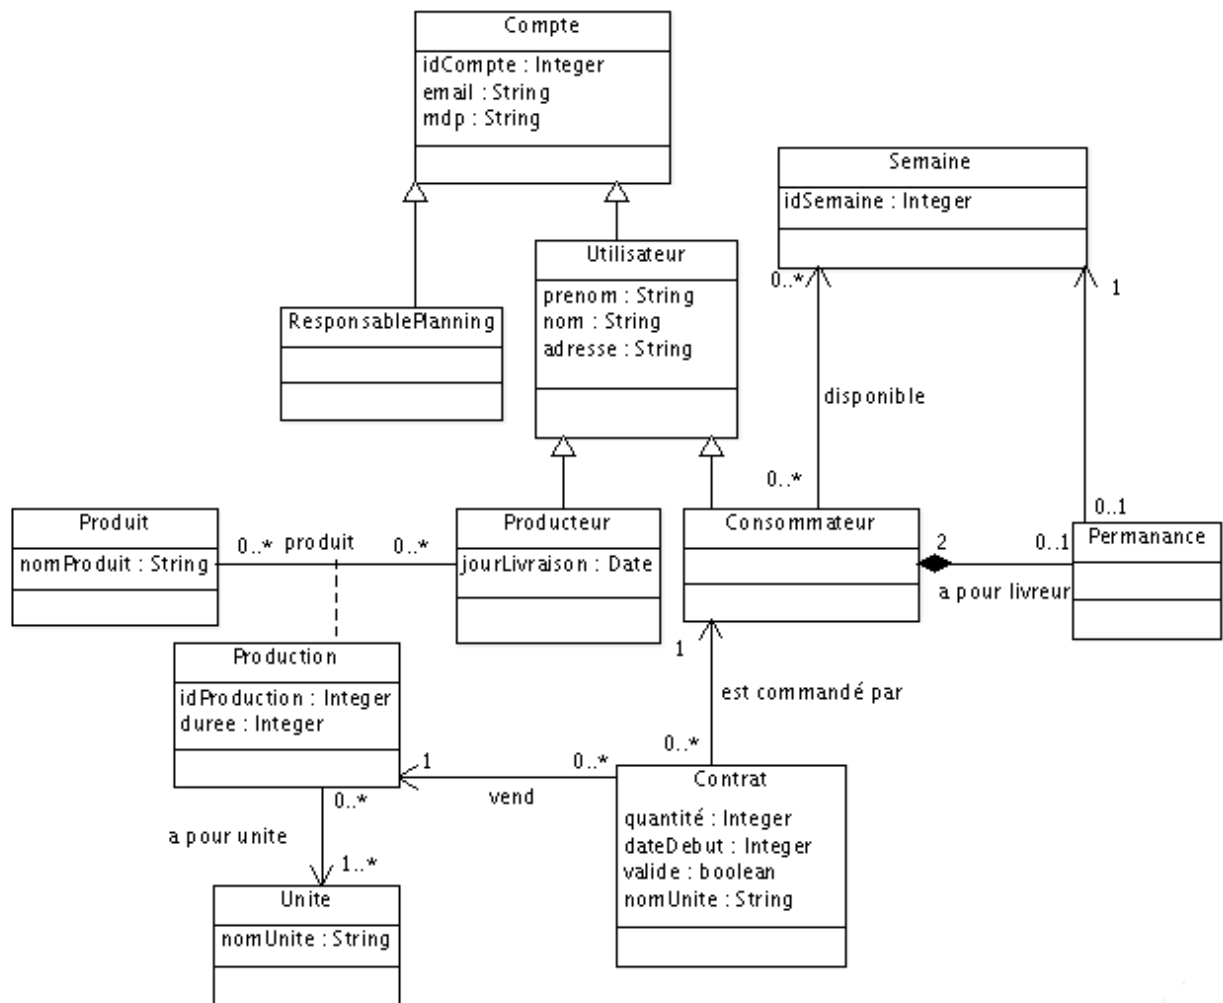 Compte
idCompte : Integer
email : String
mdp : String
Semaine
idSemaine : Integer
Utilisateur
prenom : String
nom : String
adresse : String
ResponsablePlanning
0..*
1
disponible
0..*
0..1
Produit
nomProduit : String
0..*
produit
0..*
Producteur
jourLivraison : Date
Consommateur
2
0..1
a pour livreur
Permanance
Production
idProduction : Integer
duree : Integer
1
est commandé par
0..*
1
0..*
vend
Contrat
quantité : Integer
dateDebut : Integer
valide : boolean
nomUnite : String
0..*
a pour unite
1..*
Unite
nomUnite : String